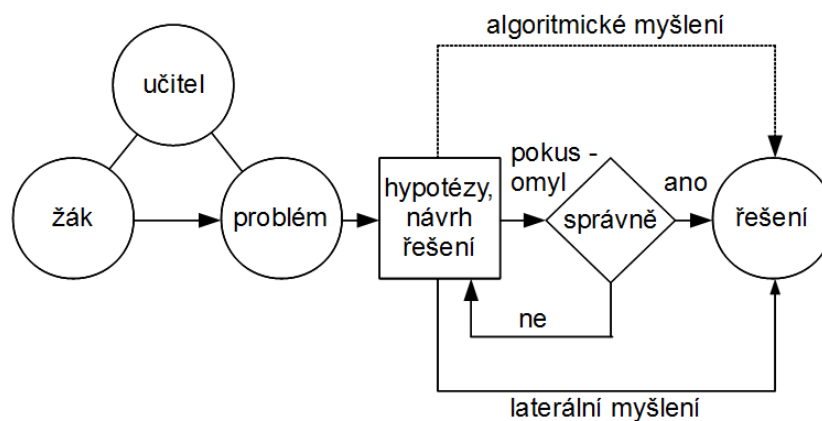 algoritmické myšlení
učitel
žák
problém
hypotézy,
návrh
řešení
pokus -
omyl
správně
ano
řešení
ne
laterální myšlení